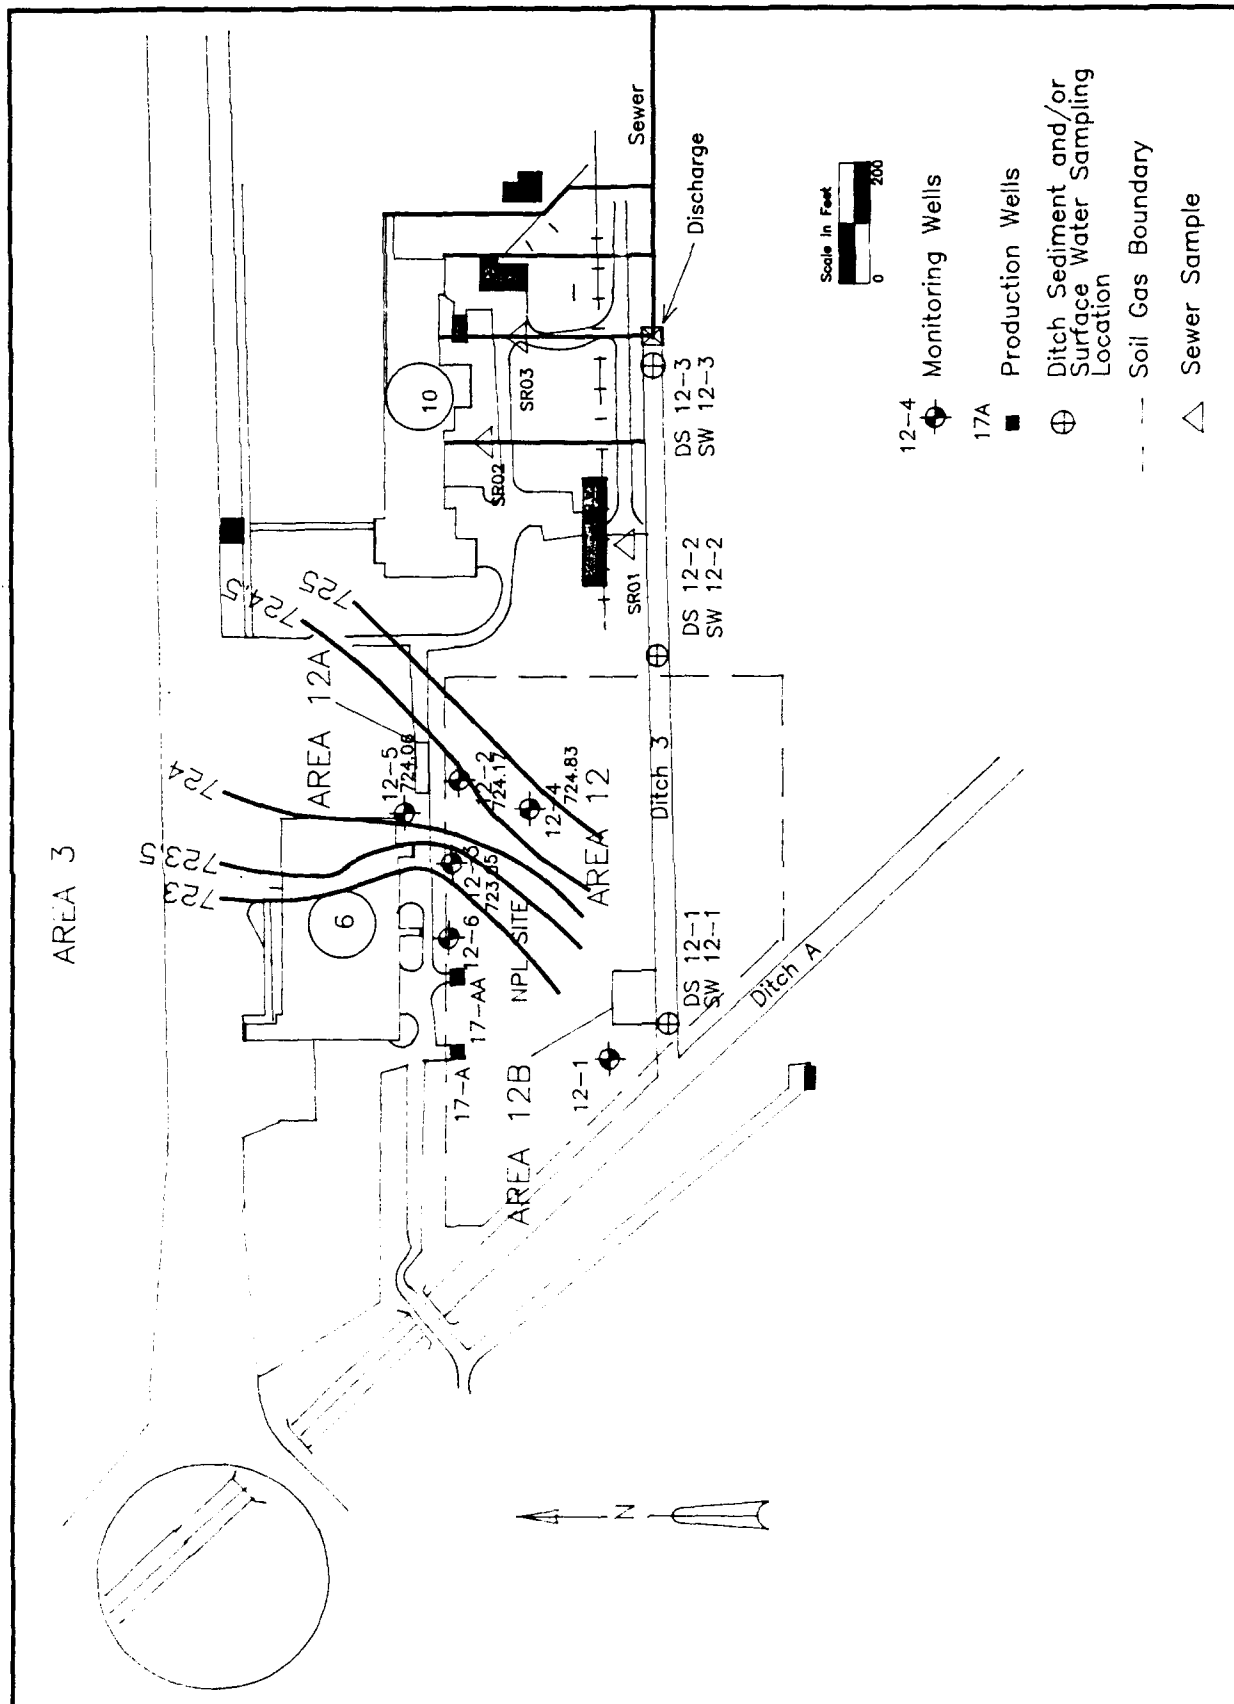 AREA 3
6
10
723
723.5
724
724.5
725
AREA 12A
12-5
724.06
12-2
724.17
12-4
724.83
12-6
17-AA
17-A
NPL SITE
AREA 12
AREA 12B
12-1
DS 12-1
SW 12-1
DS 12-2
SW 12-2
DS 12-3
SW 12-3
SR01
SR02
SR03
Ditch 3
Ditch A
Sewer
Discharge
N
Scale in Feet
0
200
12-4
Monitoring Wells
17A
Production Wells
Ditch Sediment and/or
Surface Water Sampling
Location
Soil Gas Boundary
Sewer Sample